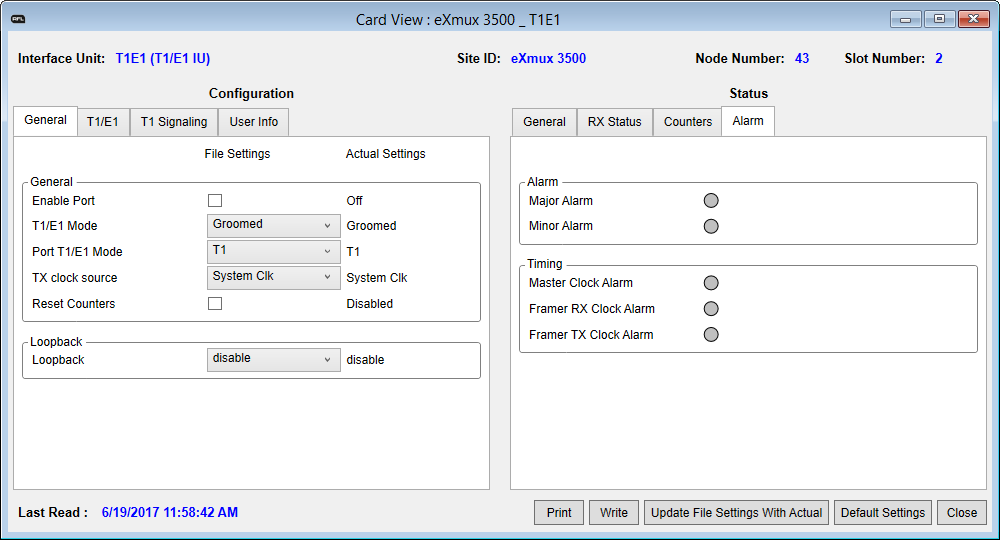 RFL
Card View : eXmux 3500 _ T1E1
Interface Unit: T1E1 (T1/E1 IU) Site ID: eXmux 3500 Node Number: 43 Slot Number: 2
Configuration
General T1/E1 T1 Signaling User Info
File Settings Actual Settings
General
Enable Port Off
T1/E1 Mode Groomed Groomed
Port T1/E1 Mode T1 T1
TX clock source System Clk System Clk
Reset Counters Disabled
Loopback
Loopback disable disable
Status
General RX Status Counters Alarm
Alarm
Major Alarm
Minor Alarm
Timing
Master Clock Alarm
Framer RX Clock Alarm
Framer TX Clock Alarm
Last Read : 6/19/2017 11:58:42 AM
Print Write Update File Settings With Actual Default Settings Close